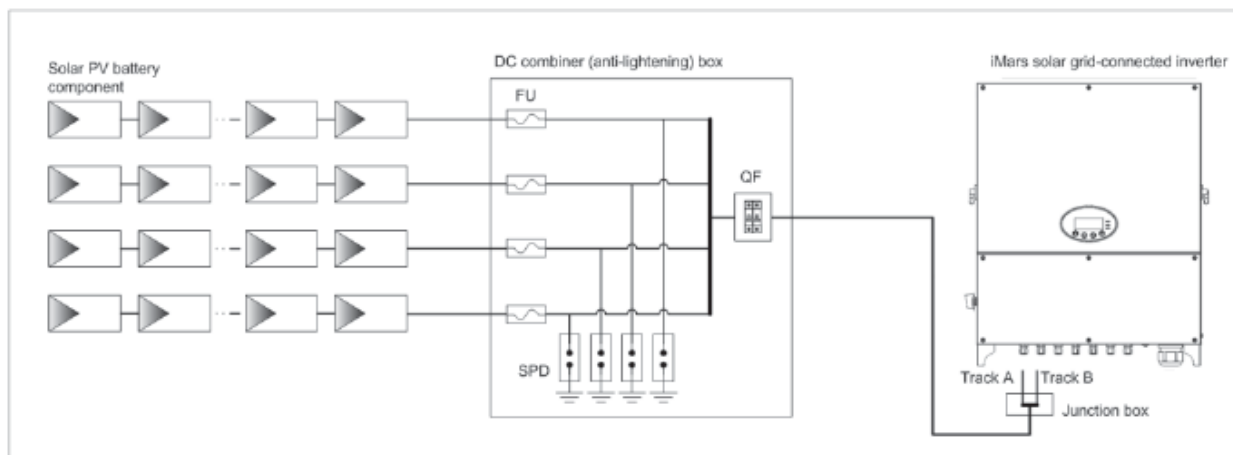 Solar PV battery
component
DC combiner (anti-lightening) box
iMars solar grid-connected inverter
FU
QF
SPD
Track A
Track B
Junction box